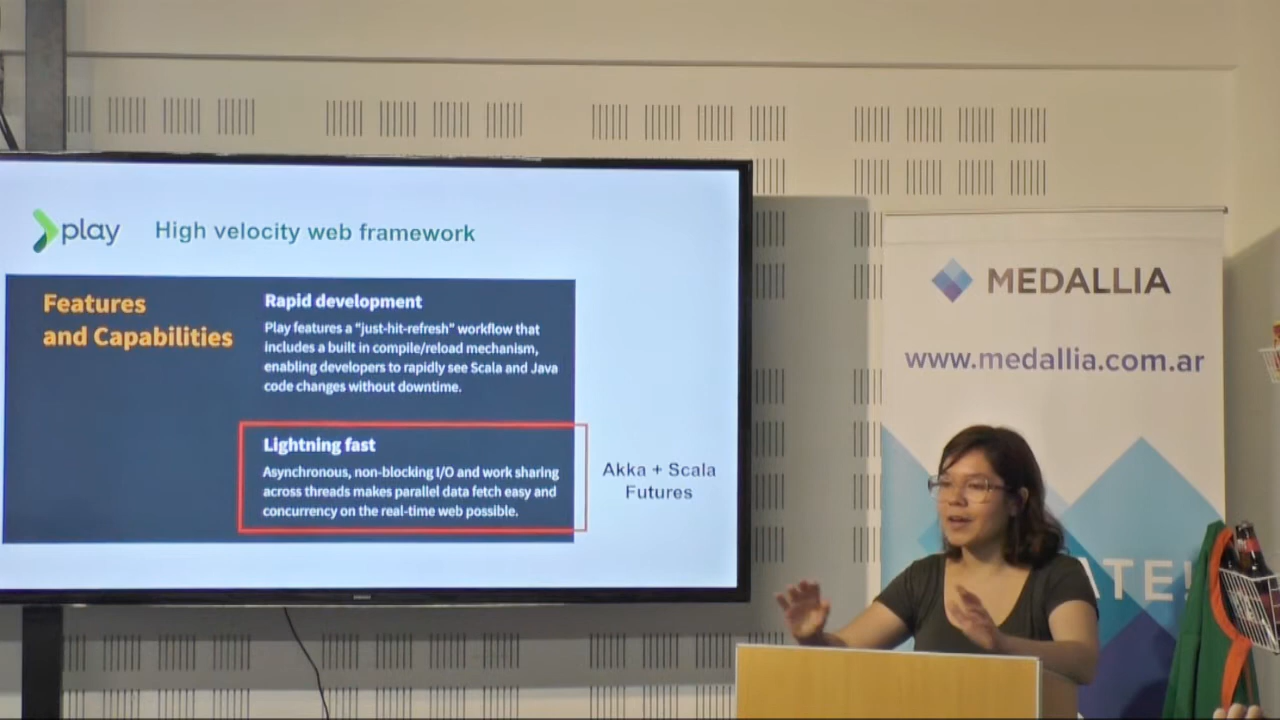 play
High velocity web framework
Features
and Capabilities
Rapid development
Play features a "just-hit-refresh" workflow that
includes a built in compile/reload mechanism,
enabling developers to rapidly see Scala and Java
code changes without downtime.
Lightning fast
Asynchronous, non-blocking I/O and work sharing
across threads makes parallel data fetch easy and
concurrency on the real-time web possible.
Akka + Scala
Futures
MEDALLIA
www.medallia.com.ar
ATE!